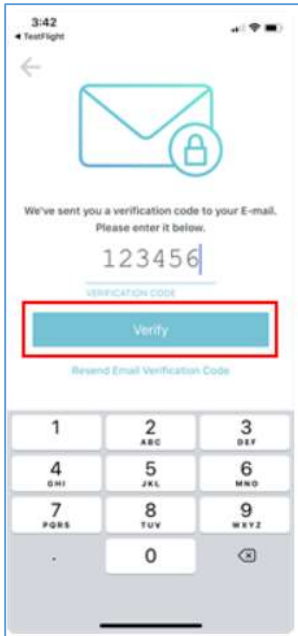 3:42
◀ TestFlight
We've sent you a verification code to your E-mail.
Please enter it below.
123456
VERIFICATION CODE
Verify
Resend Email Verification Code
1 2 3
ABC DEF
4 5 6
GHI JKL MNO
7 8 9
PQRS TUV WXYZ
. 0